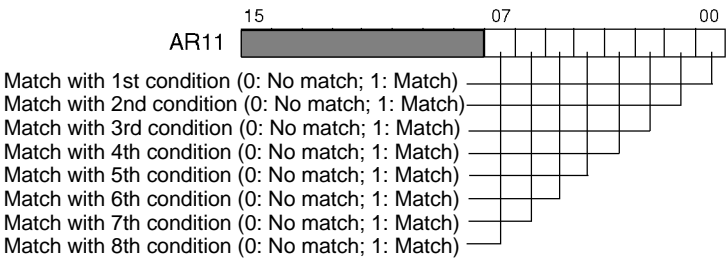 15 07 00
AR11
Match with 1st condition (0: No match; 1: Match)
Match with 2nd condition (0: No match; 1: Match)
Match with 3rd condition (0: No match; 1: Match)
Match with 4th condition (0: No match; 1: Match)
Match with 5th condition (0: No match; 1: Match)
Match with 6th condition (0: No match; 1: Match)
Match with 7th condition (0: No match; 1: Match)
Match with 8th condition (0: No match; 1: Match)